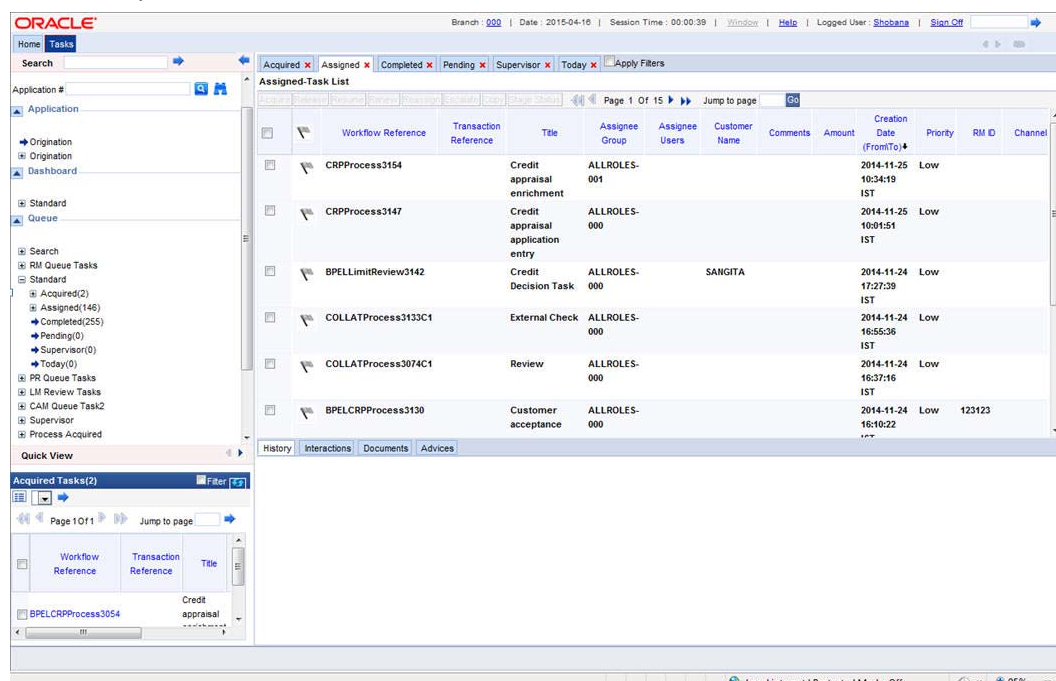 ORACLE
Branch : 000 | Date : 2015-04-16 | Session Time : 00:00:39 | Window | Help | Logged User : Shobana | Sign Off
Home Tasks
Search
Acquired x Assigned x Completed x Pending x Supervisor x Today x Apply Filters
Application #
Application
Origination
Origination
Dashboard
Standard
Queue
Search
RM Queue Tasks
Standard
Acquired(2)
Assigned(146)
Completed(255)
Pending(0)
Supervisor(0)
Today(0)
PR Queue Tasks
LM Review Tasks
CAM Queue Task2
Supervisor
Process Acquired
Quick View
Acquired Tasks(2) Filter
Page 1 Of 1 Jump to page
Workflow Reference Transaction Reference Title
BPELCRPProcess3054 Credit appraisal
Assigned-Task List
Page 1 Of 15 Jump to page Go
Workflow Reference Transaction Reference Title Assignee Group Assignee Users Customer Name Comments Amount Creation Date (From\To) Priority RM ID Channel
CRPProcess3154 Credit appraisal enrichment ALLROLES-001 2014-11-25 10:34:19 IST Low
CRPProcess3147 Credit appraisal application entry ALLROLES-000 2014-11-25 10:01:51 IST Low
BPELLimitReview3142 Credit Decision Task ALLROLES-000 SANGITA 2014-11-24 17:27:39 IST Low
COLLATProcess3133C1 External Check ALLROLES-000 2014-11-24 16:55:36 IST Low
COLLATProcess3074C1 Review ALLROLES-000 2014-11-24 16:37:16 IST Low
BPELCRPProcess3130 Customer acceptance ALLROLES-000 2014-11-24 16:10:22 Low 123123
History Interactions Documents Advices